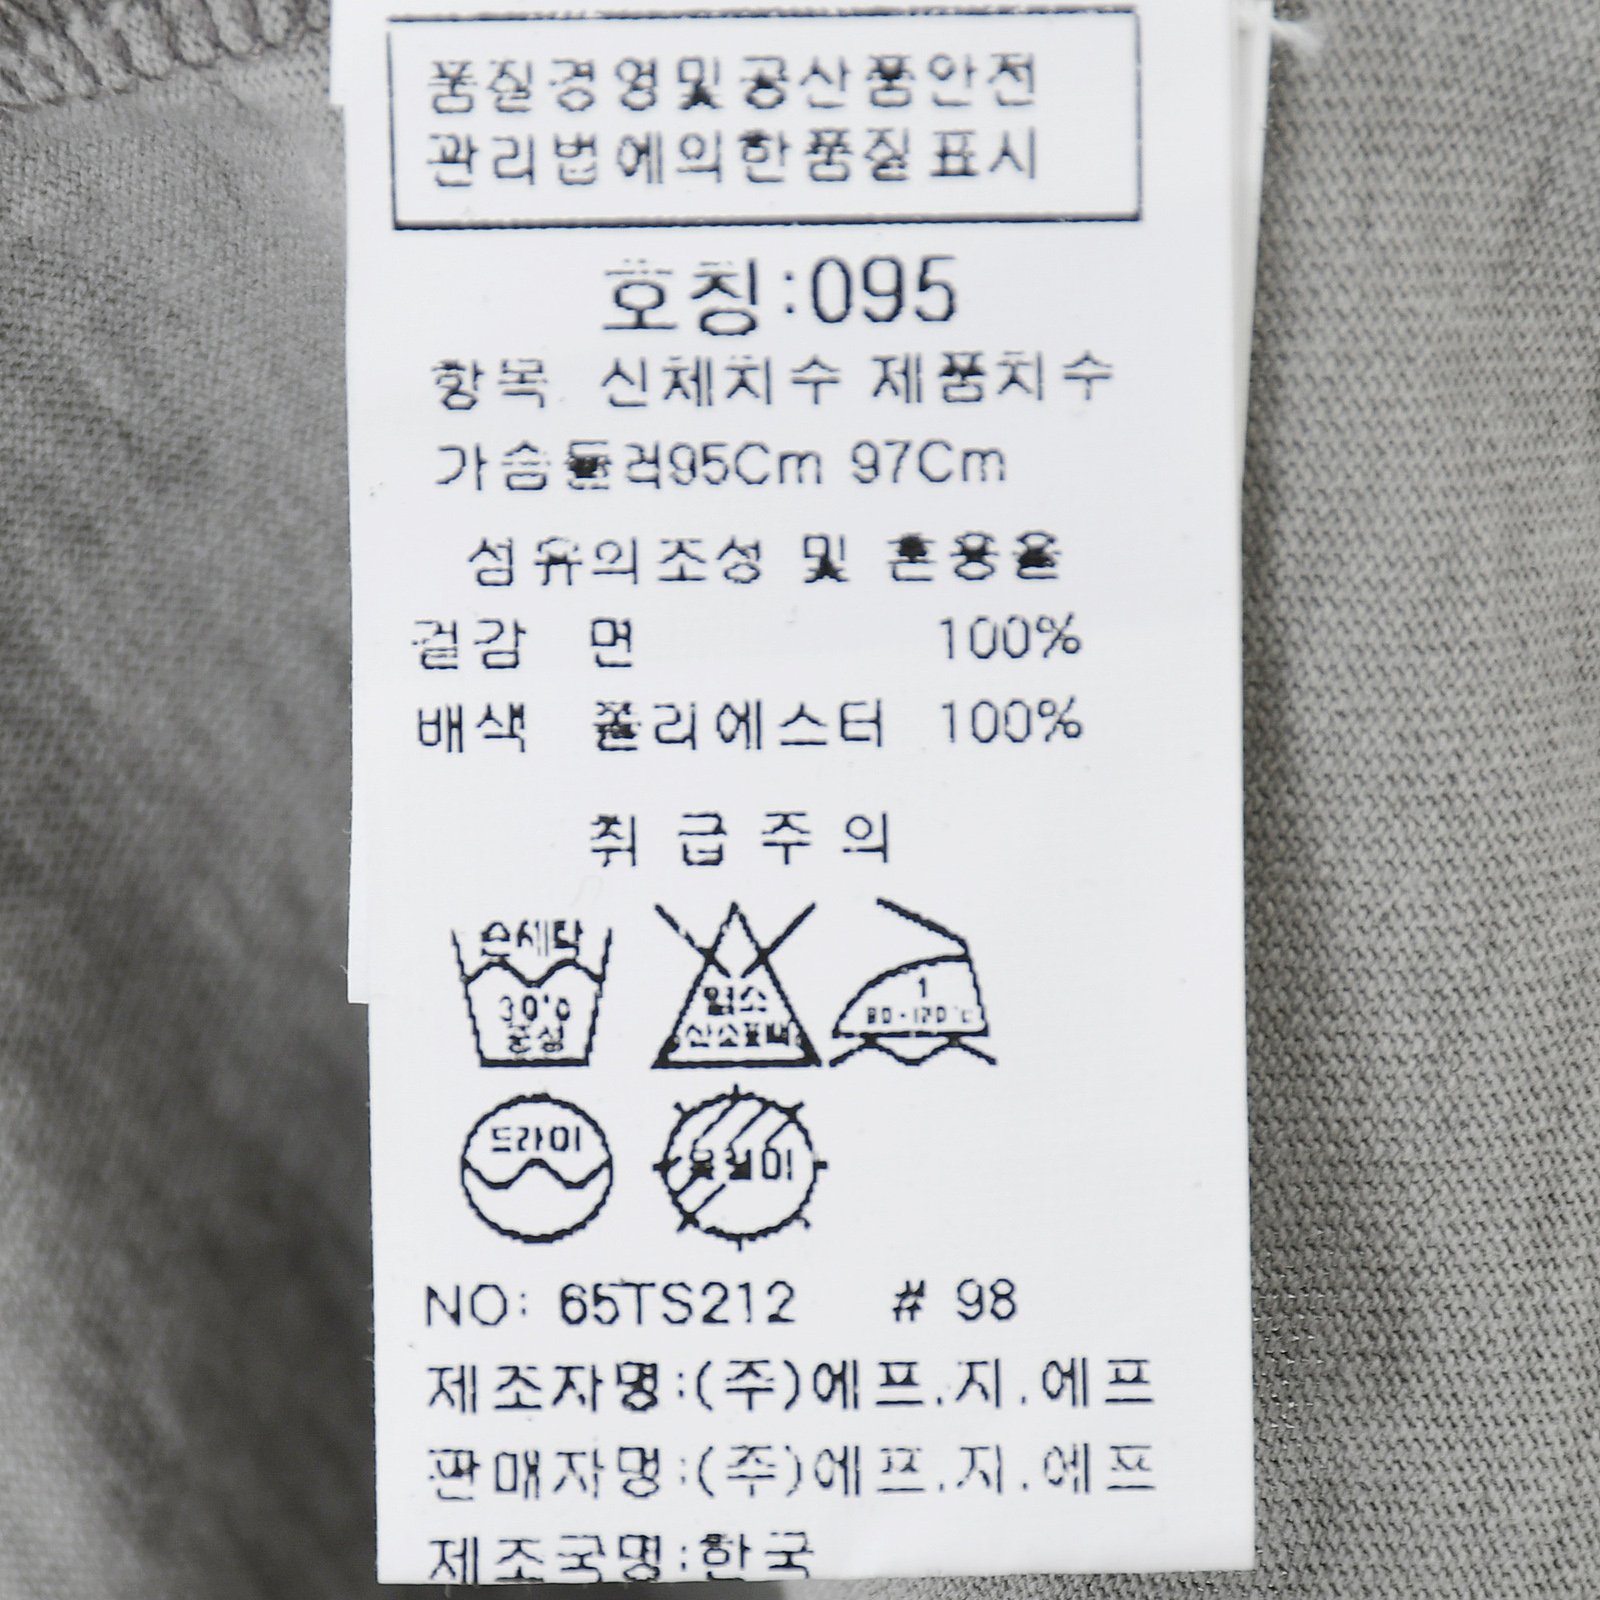 품질경영및공산품안전
관리법에의한품질표시
호칭:095
항목 신체치수 제품치수
가슴둘레95Cm 97Cm
섬유의조성 및 혼용율
겉감 면 100%
배색 폴리에스터 100%
취급주의
손세탁
30℃
중성
염소
산소표백
1
80-120℃
드라이
물세탁
NO: 65TS212 # 98
제조자명:(주)에프.지.에프
판매자명:(주)에프.지.에프
제조국명:한국